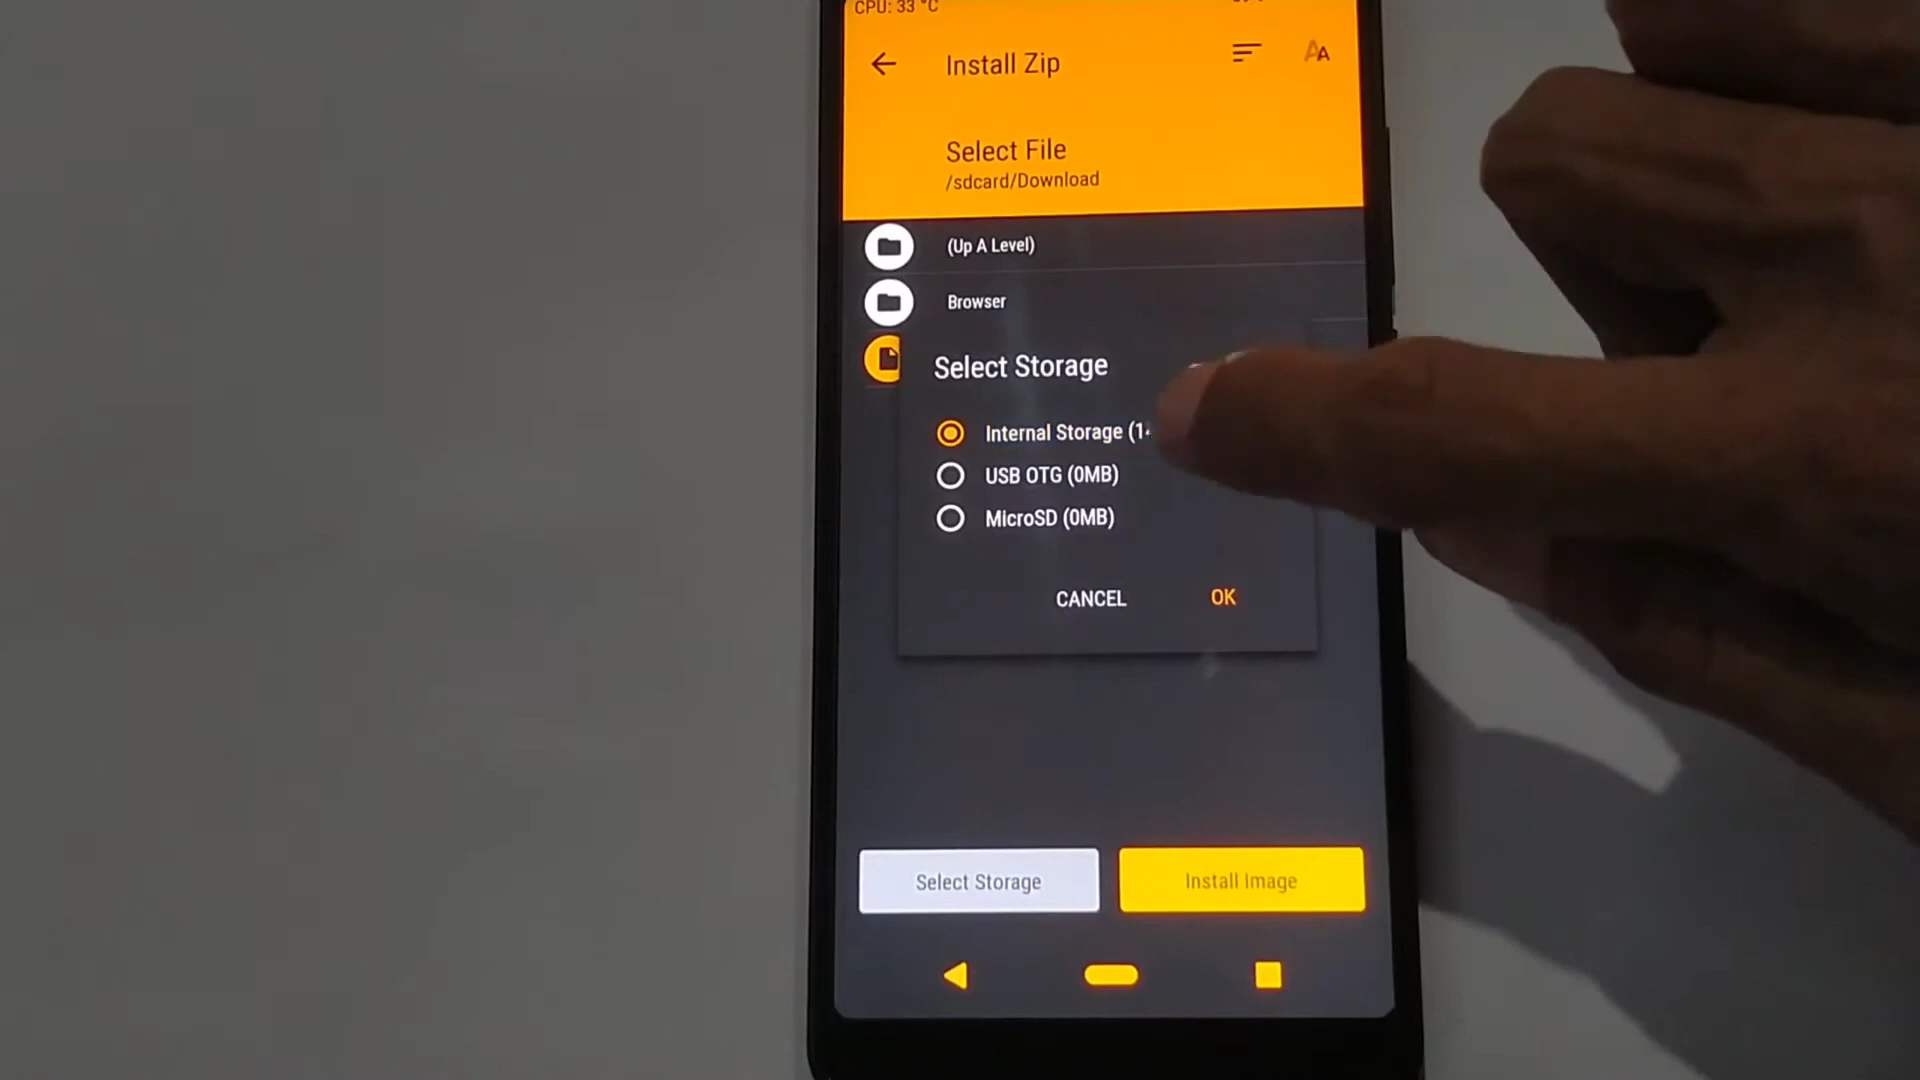 CPU: 33 °C
Install Zip
Select File
/sdcard/Download
(Up A Level)
Browser
Select Storage
Internal Storage (1
USB OTG (0MB)
MicroSD (0MB)
CANCEL
OK
Select Storage
Install Image